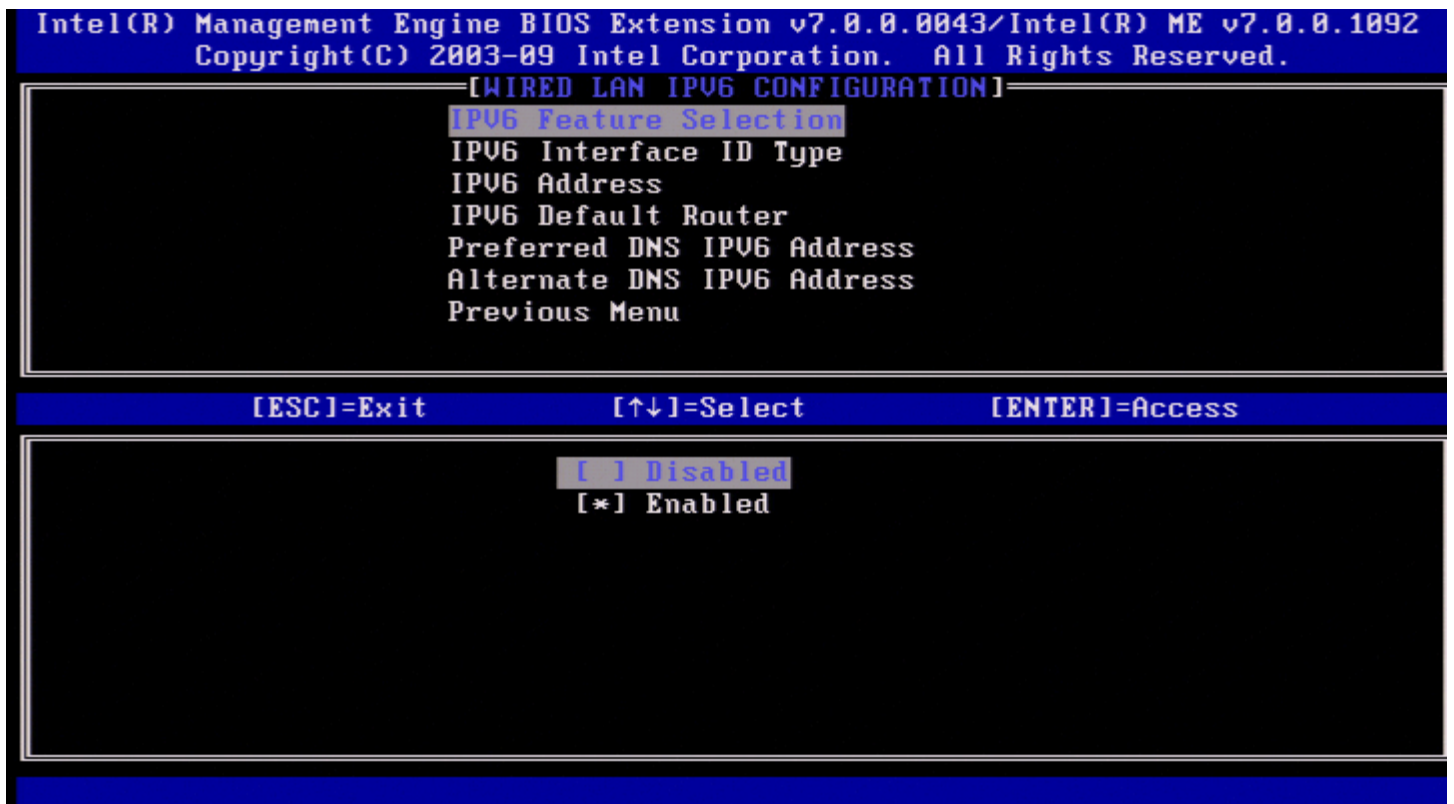 Intel(R) Management Engine BIOS Extension v7.0.0.0043/Intel(R) ME v7.0.0.1092
Copyright(C) 2003-09 Intel Corporation. All Rights Reserved.
[WIRED LAN IPV6 CONFIGURATION]
IPV6 Feature Selection
IPV6 Interface ID Type
IPV6 Address
IPV6 Default Router
Preferred DNS IPV6 Address
Alternate DNS IPV6 Address
Previous Menu
[ESC]=Exit [↑↓]=Select [ENTER]=Access
[ ] Disabled
[*] Enabled